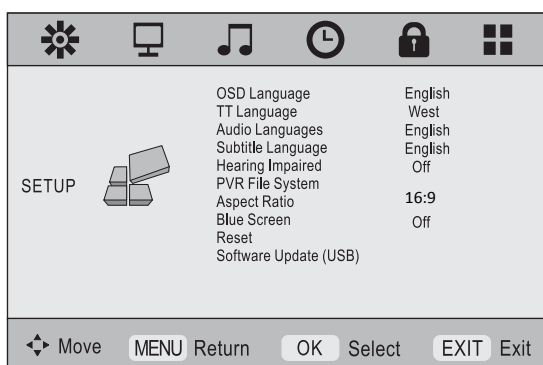 OSD Language English
TT Language West
Audio Languages English
Subtitle Language English
Hearing Impaired Off
SETUP
PVR File System
Aspect Ratio 16:9
Blue Screen Off
Reset
Software Update (USB)
Move MENU Return OK Select EXIT Exit